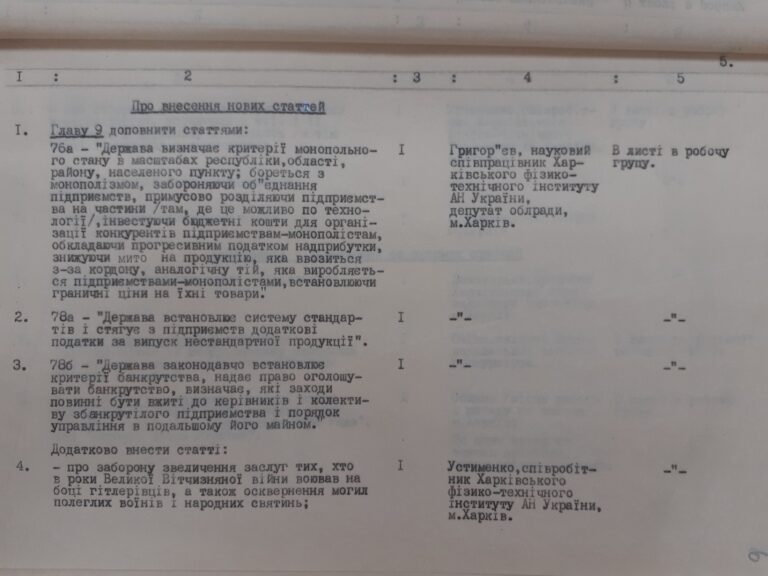 5.
I : 2 : 3 : 4 : 5
Про внесення нових статтей
I. Главу 9 доповнити статтями:
76а - "Держава визначає критерії монопольно- I Григор"єв, науковий В листі в робочу
го стану в масштабах республіки,області, співпрацівник Хар- групу.
району, населеного пункту; бореться з ківського фізико-
монополізмом, забороняючи об"єднання технічного інституту
підприємств, примусово розділяючи підприємст- АН України,
ва на частини /там, де це можливо по техно- депутат облради,
логії/,інвестуючи бюджетні кошти для органі- м.Харків.
зації конкурентів підприємствам-монополістам,
обкладаючи прогресивним податком надприбутки,
знижуючи мито на продукцію, яка ввозиться
з-за кордону, аналогічну тій, яка виробляєть-
ся підприємствами-монополістами,встановлюючи
граничні ціни на їхні товари."
2. 78а - "Держава встановлює систему стандар- I -"- -"-
тів і стягує з підприємств додаткові
податки за випуск нестандартної продукції".
3. 78б - "Держава законодавчо встановлює I -"- -"-
критерії банкрутства, надає право оголошу-
вати банкрутство, визначає, які заходи
повинні бути вжиті до керівників і колекти-
ву збанкрутілого підприємства і порядок
управління в подальшому його майном."
Додатково внести статті:
4. - про заборону звеличення заслуг тих, хто I Устименко,співробіт- -"-
в роки Великої Вітчизняної війни воював на ник Харківського
боці гітлерівців, а також осквернення могил фізико-технічного
полеглих воїнів і народних святинь; інституту АН України,
м.Харків.